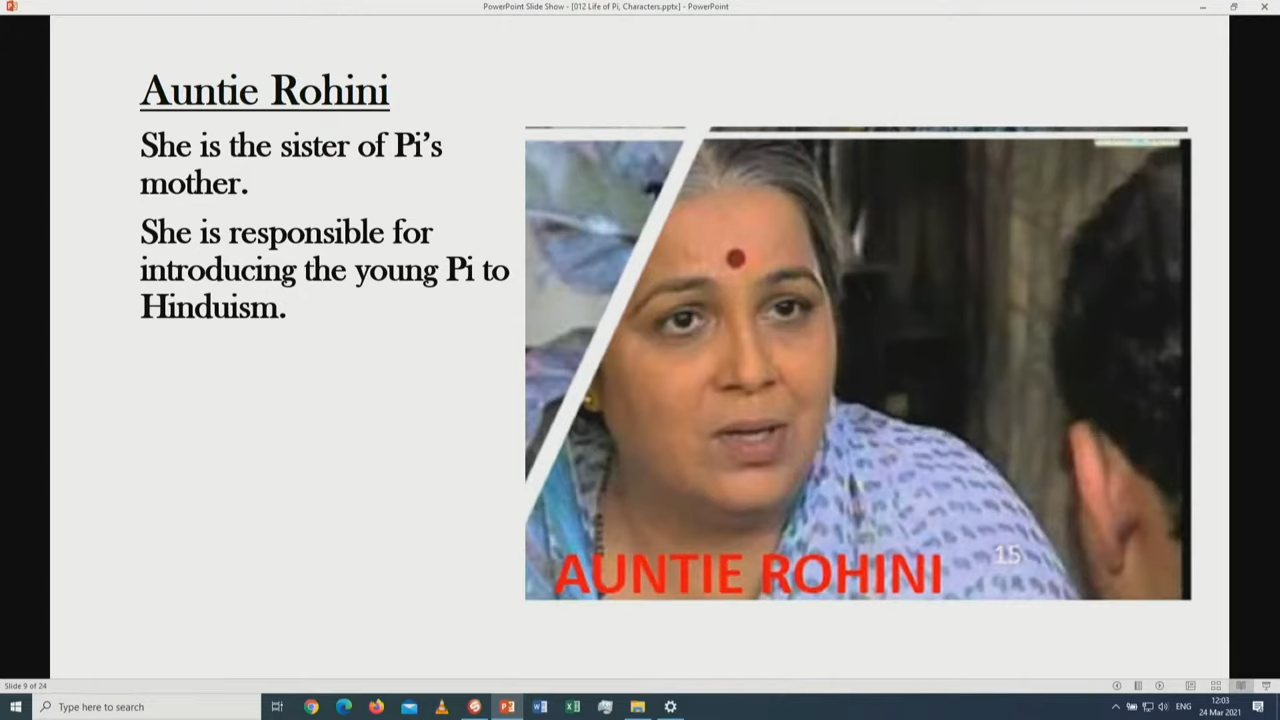 PowerPoint Slide Show - [012 Life of Pi, Characters.pptx] - PowerPoint
Auntie Rohini
She is the sister of Pi’s
mother.
She is responsible for
introducing the young Pi to
Hinduism.
15
AUNTIE ROHINI
Slide 9 of 24
Type here to search
ENG
12:03
24 Mar 2021